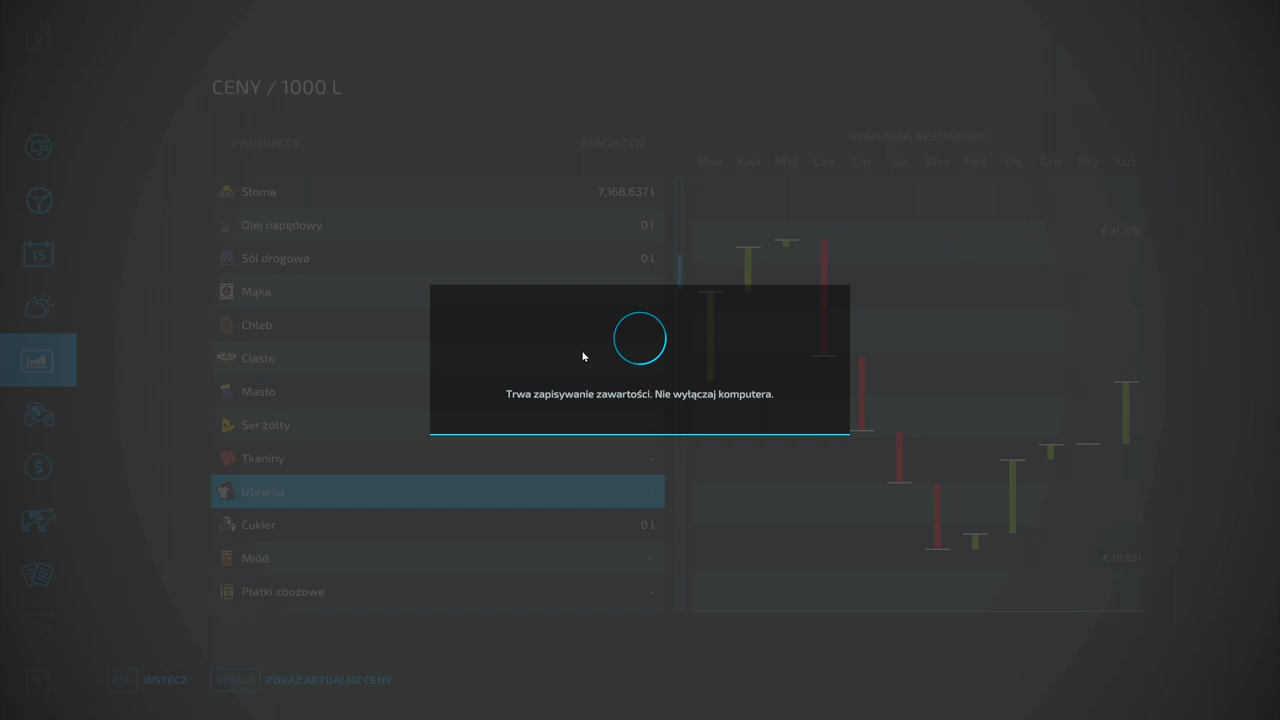 CENY / 1000 L
PRODUKTY MAGAZYN WAHANIA SEZONOWE
Mar Kwi Maj Cze Lip Sie Wrz Paź Lis Gru Sty Lut
Słoma 7,168,637 l
Olej napędowy 0 l
€ 31,770
Sól drogowa 0 l
Mąka -
Chleb -
Ciasto
Masło
Ser żółty -
Trwa zapisywanie zawartości. Nie wyłączaj komputera.
Tkaniny -
Ubrania -
Cukier 0 l
Miód -
€ 18,891
Płatki zbożowe -
15
$
ESC WSTECZ SPACJA POKAŻ AKTUALNE CENY